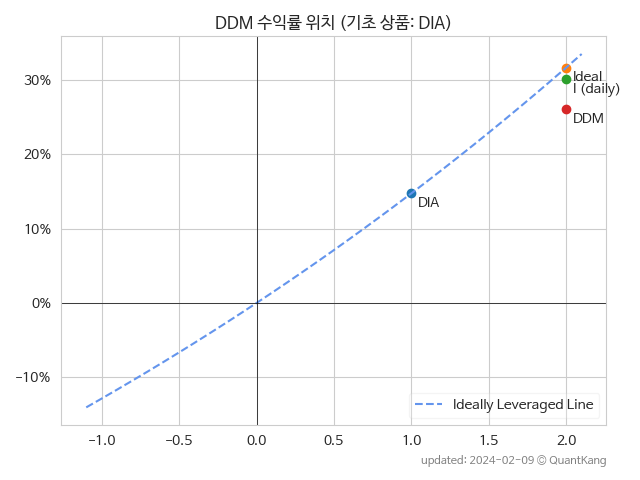 DDM 수익률 위치 (기초 상품: DIA)
30%
20%
10%
0%
−10%
Ideal
I (daily)
DDM
DIA
Ideally Leveraged Line
−1.0 −0.5 0.0 0.5 1.0 1.5 2.0
updated: 2024-02-09 © QuantKang